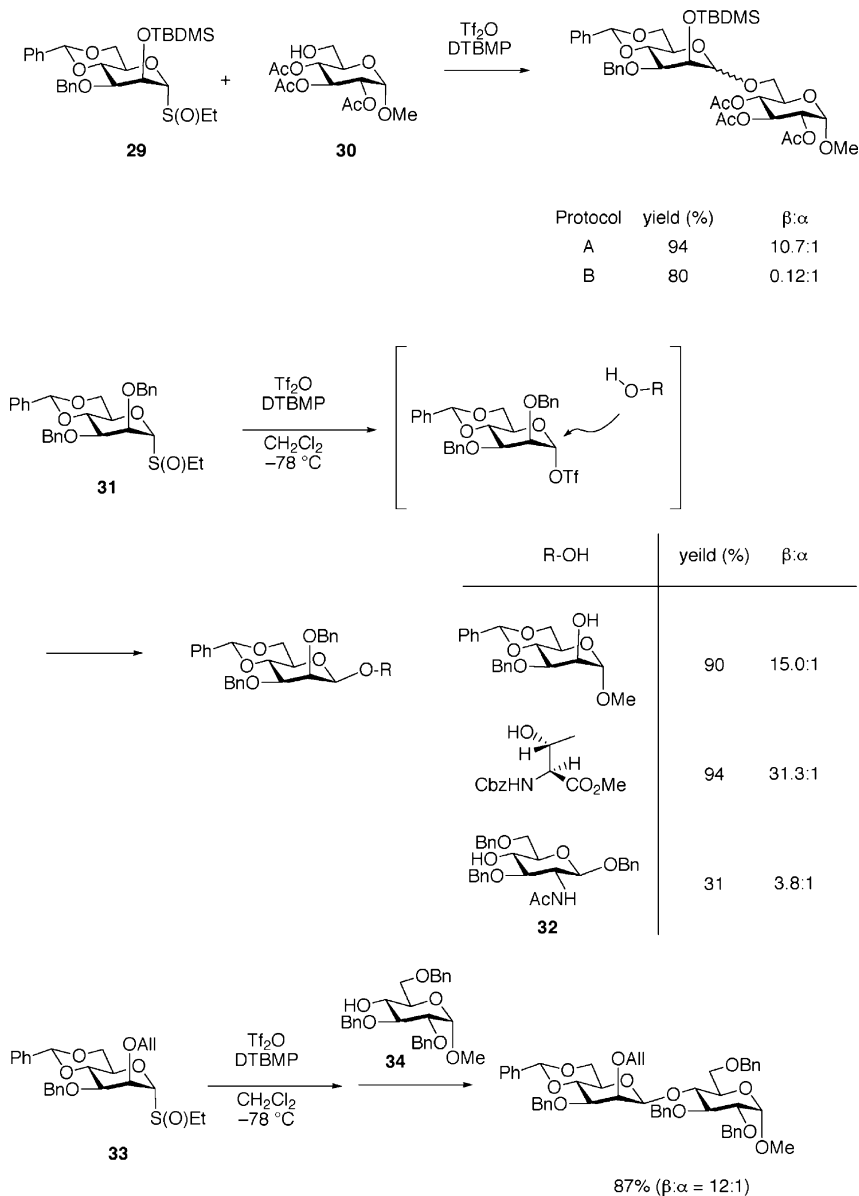 OTBDMS
Ph
O
O
O
BnO
S(O)Et
29
+
HO
AcO
AcO
O
AcO
OMe
30
Tf2O
DTBMP
OTBDMS
Ph
O
O
O
BnO
O
AcO
AcO
O
AcO
OMe
Protocol yield (%) β:α
A 94 10.7:1
B 80 0.12:1
OBn
Ph
O
O
O
BnO
S(O)Et
31
Tf2O
DTBMP
CH2Cl2
–78 °C
OBn
Ph
O
O
O
BnO
OTf
H
O-R
R-OH yeild (%) β:α
OBn
Ph
O
O
O
BnO
O-R
OH
Ph
O
O
O
BnO
OMe
90 15.0:1
HO
H
H
CbzHN
CO2Me
94 31.3:1
BnO
HO
BnO
O
OBn
AcNH
32
31 3.8:1
OAll
Ph
O
O
O
BnO
S(O)Et
33
Tf2O
DTBMP
CH2Cl2
–78 °C
OBn
HO
BnO
O
BnO
OMe
34
OAll
Ph
O
O
O
BnO
O
OBn
BnO
O
BnO
OMe
87% (β:α = 12:1)